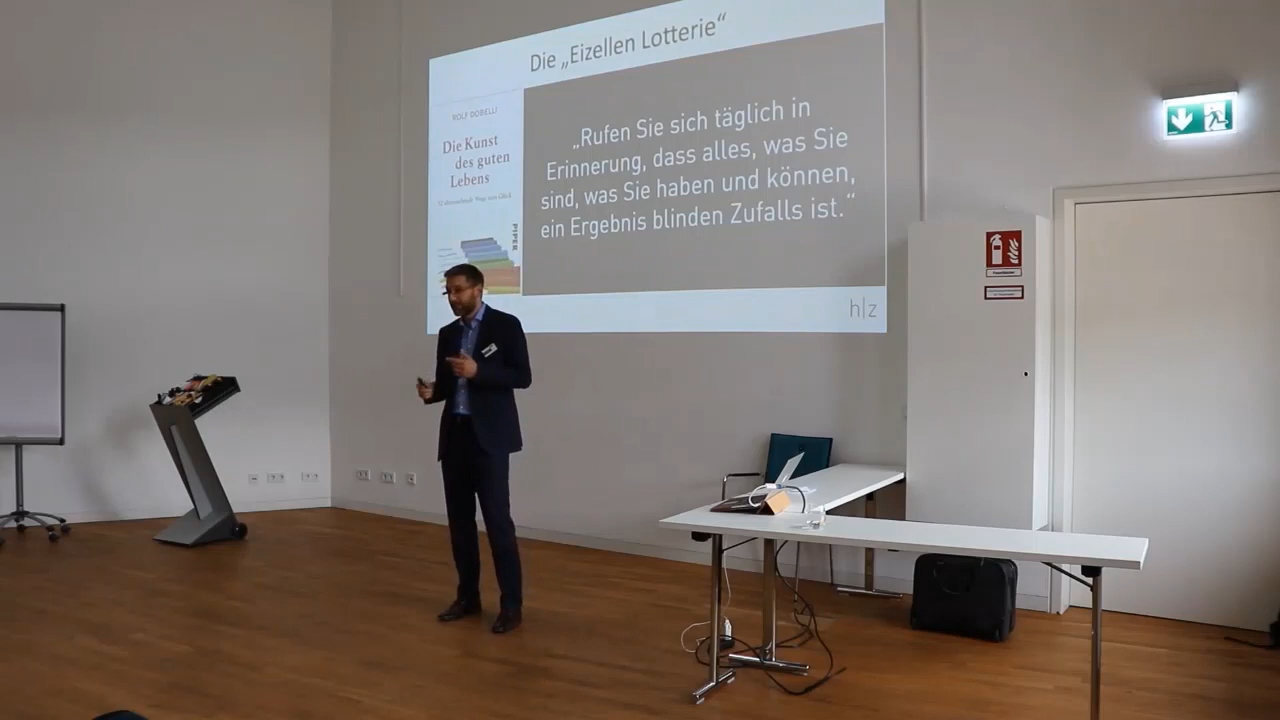 Die „Eizellen Lotterie“
ROLF DOBELLI
Die Kunst
des guten
Lebens
PIPER
„Rufen Sie sich täglich in
Erinnerung, dass alles, was Sie
sind, was Sie haben und können,
ein Ergebnis blinden Zufalls ist.“
h|z